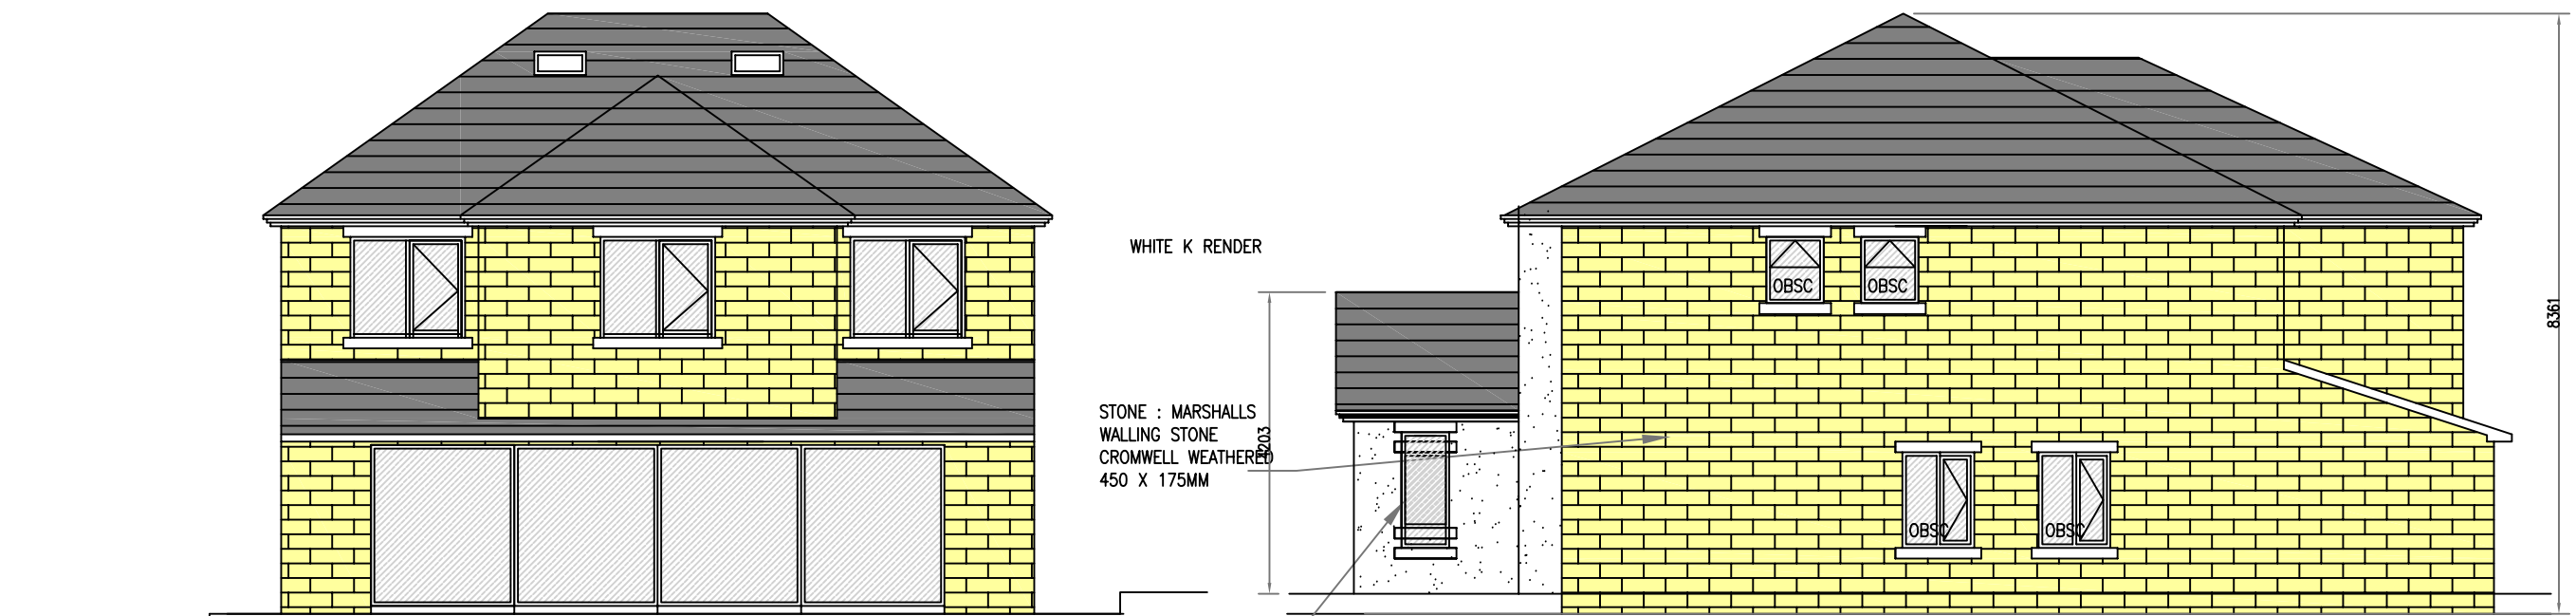 WHITE K RENDER
STONE : MARSHALLS
WALLING STONE
CROMWELL WEATHERED
450 X 175MM
OBSC
OBSC
OBSC
OBSC
8361